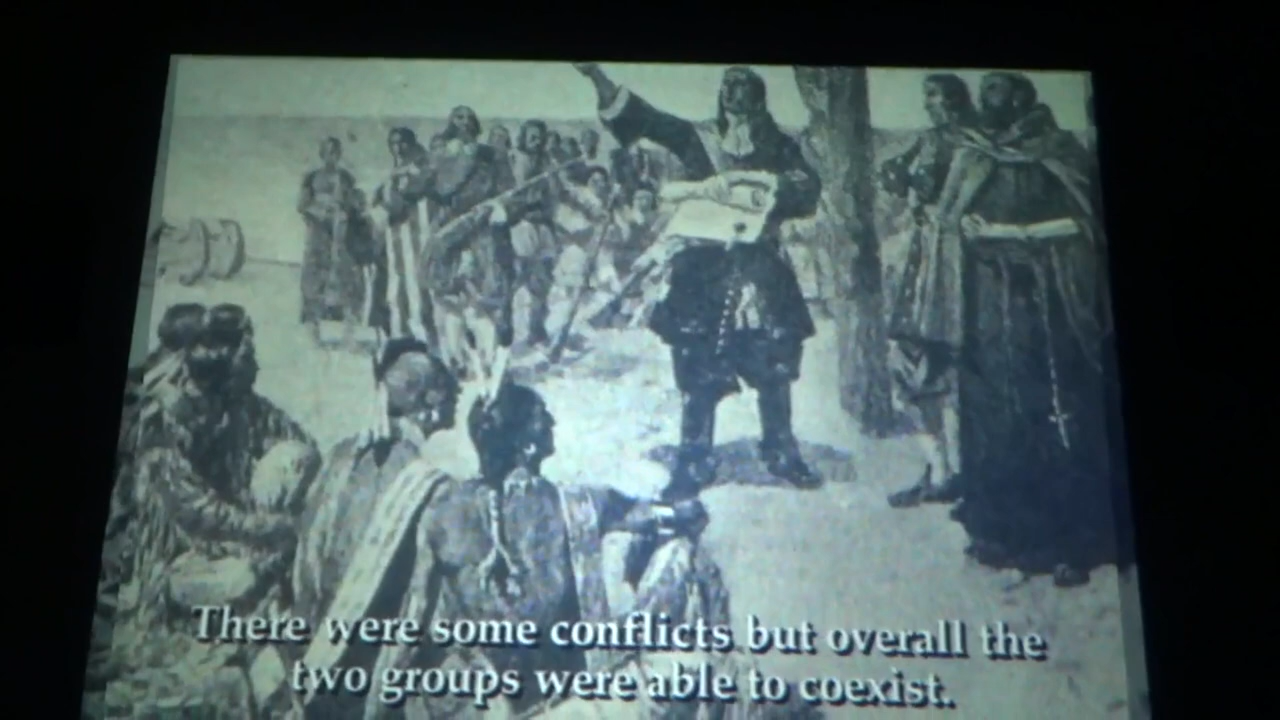 There were some conflicts but overall the
two groups were able to coexist.